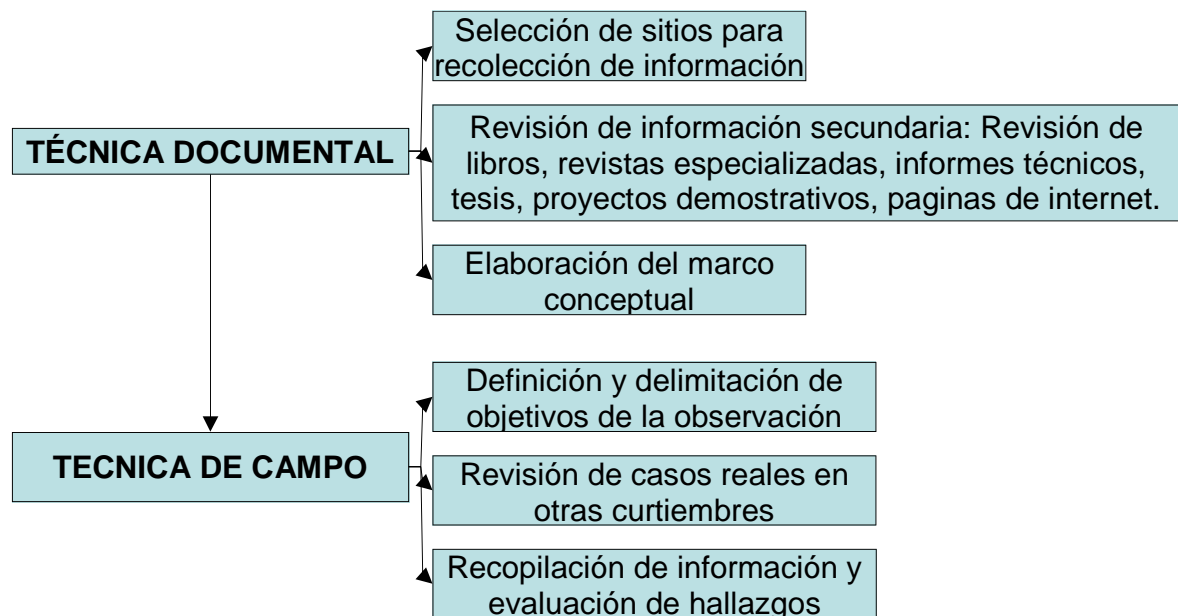 Selección de sitios para
recolección de información
TÉCNICA DOCUMENTAL
Revisión de información secundaria: Revisión de
libros, revistas especializadas, informes técnicos,
tesis, proyectos demostrativos, paginas de internet.
Elaboración del marco
conceptual
Definición y delimitación de
objetivos de la observación
TECNICA DE CAMPO
Revisión de casos reales en
otras curtiembres
Recopilación de información y
evaluación de hallazgos